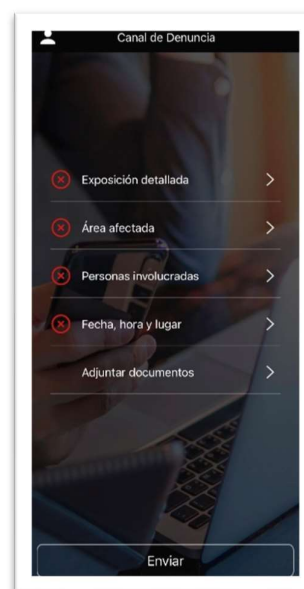 Canal de Denuncia
Exposición detallada
Área afectada
Personas involucradas
Fecha, hora y lugar
Adjuntar documentos
Enviar